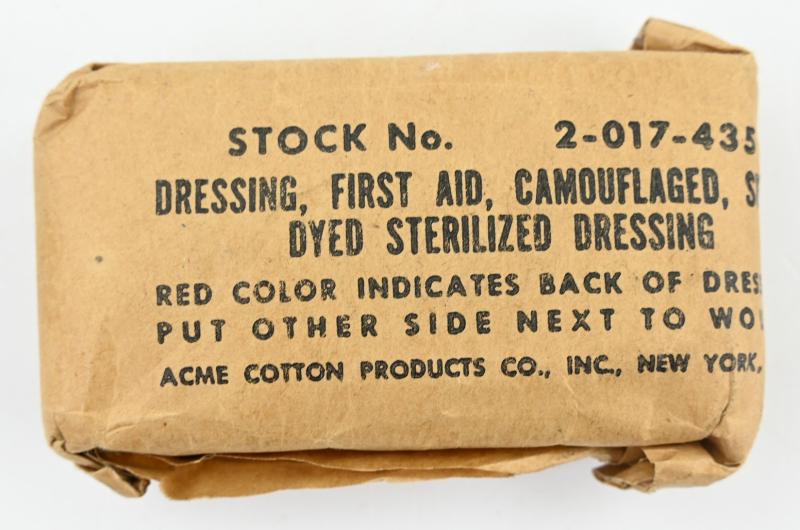 STOCK No. 2-017-435
DRESSING, FIRST AID, CAMOUFLAGED,
DYED STERILIZED DRESSING
RED COLOR INDICATES BACK OF
PUT OTHER SIDE NEXT TO
ACME COTTON PRODUCTS CO., INC., NEW YORK,